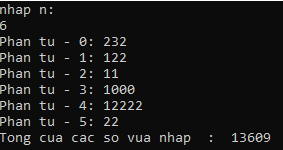 nhap n:
6
Phan tu - 0: 232
Phan tu - 1: 122
Phan tu - 2: 11
Phan tu - 3: 1000
Phan tu - 4: 12222
Phan tu - 5: 22
Tong cua cac so vua nhap  :  13609